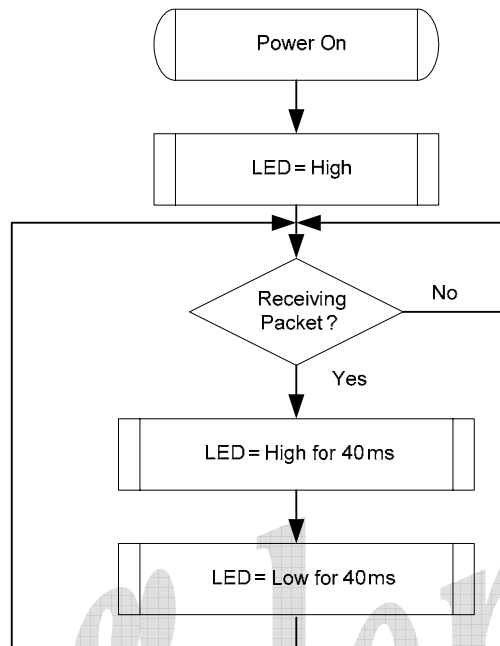 Power On
LED = High
Receiving
Packet ?
No
Yes
LED = High for 40 ms
LED = Low for 40 ms